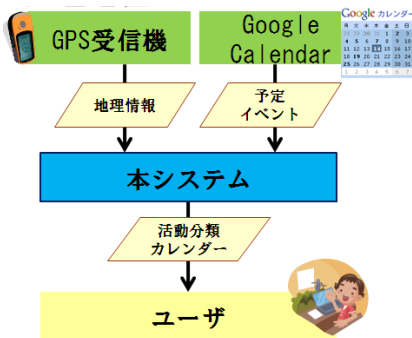 GPS受信機
Google
Calendar
Google カレンダー
地理情報
予定
イベント
本システム
活動分類
カレンダー
ユーザ